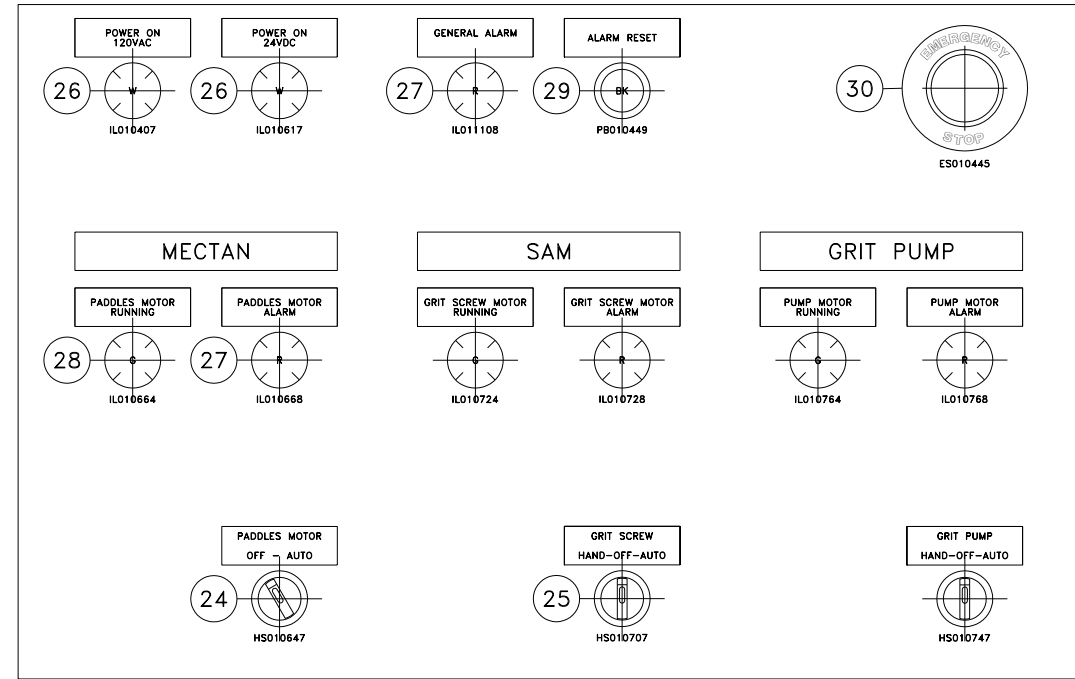 POWER ON
120VAC
POWER ON
24VDC
GENERAL ALARM
ALARM RESET
26
W
26
W
27
R
29
BK
30
EMERGENCY
STOP
IL010407
IL010617
IL011108
PB010449
ES010445
MECTAN
SAM
GRIT PUMP
PADDLES MOTOR
RUNNING
PADDLES MOTOR
ALARM
GRIT SCREW MOTOR
RUNNING
GRIT SCREW MOTOR
ALARM
PUMP MOTOR
RUNNING
PUMP MOTOR
ALARM
28
G
27
R
G
R
G
R
IL010664
IL010668
IL010724
IL010728
IL010764
IL010768
PADDLES MOTOR
OFF - AUTO
GRIT SCREW
HAND-OFF-AUTO
GRIT PUMP
HAND-OFF-AUTO
24
25
HS010647
HS010707
HS010747